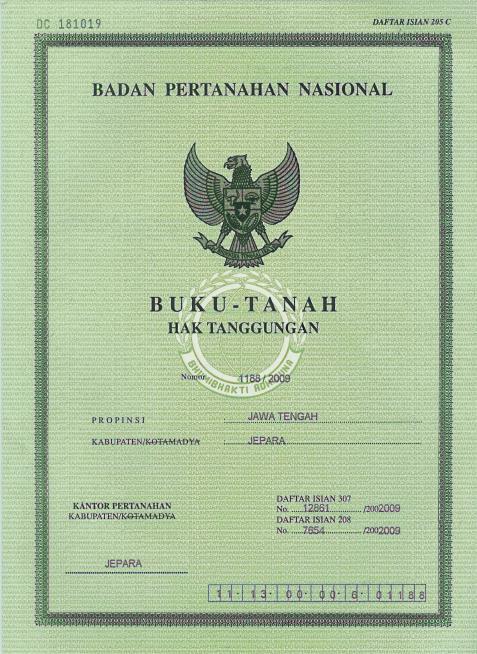 DC 181019
DAFTAR ISIAN 205 C
BADAN PERTANAHAN NASIONAL
BUKU - TANAH
HAK TANGGUNGAN
BHUMIBHAKTI ADHIGUNA
Nomor 1188 / 2009
PROPINSI JAWA TENGAH
KABUPATEN/KOTAMADYA JEPARA
KANTOR PERTANAHAN
KABUPATEN/KOTAMADYA
JEPARA
DAFTAR ISIAN 307
No. 12861 /2002009
DAFTAR ISIAN 208
No. 7654 /2002009
11·13·00·00·6·01188